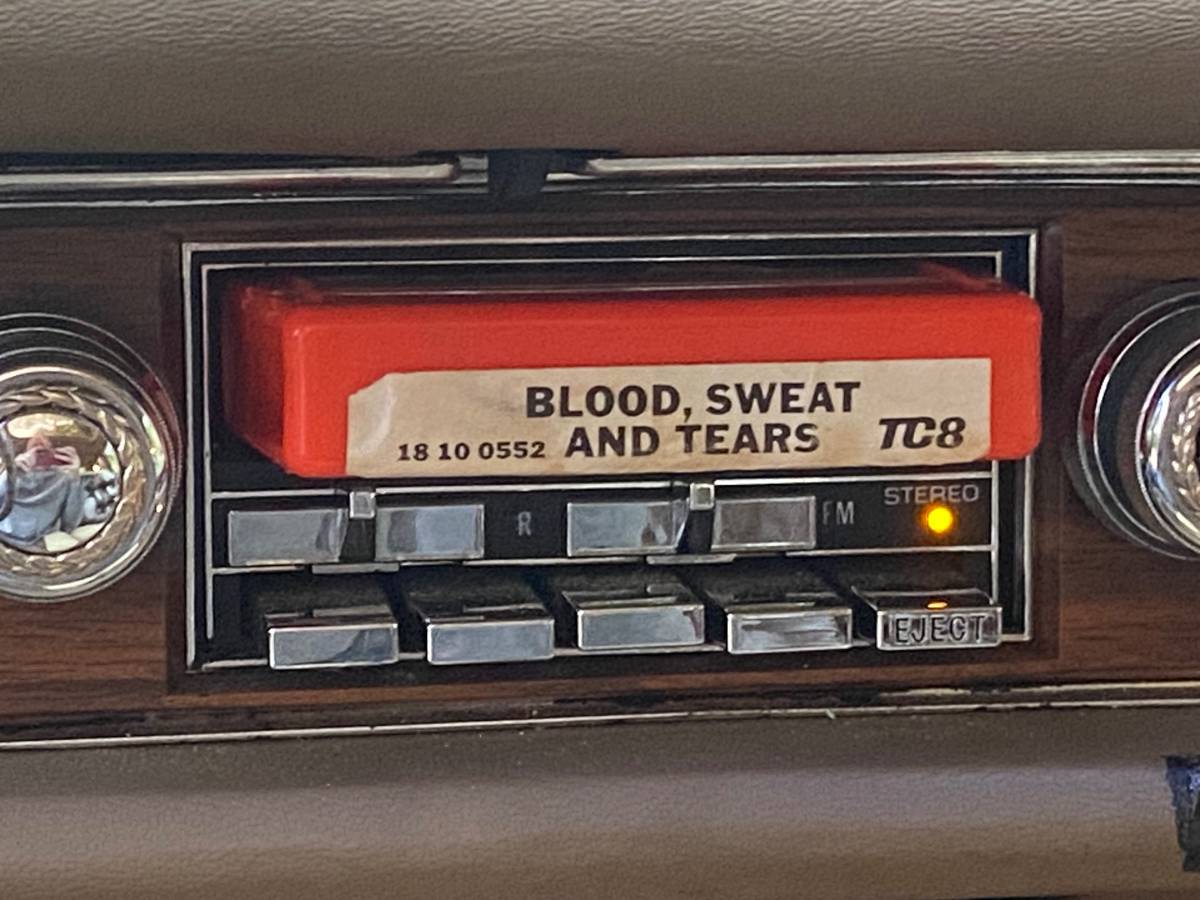 BLOOD, SWEAT
18 10 0552 AND TEARS TC8
STEREO
R FM
EJECT